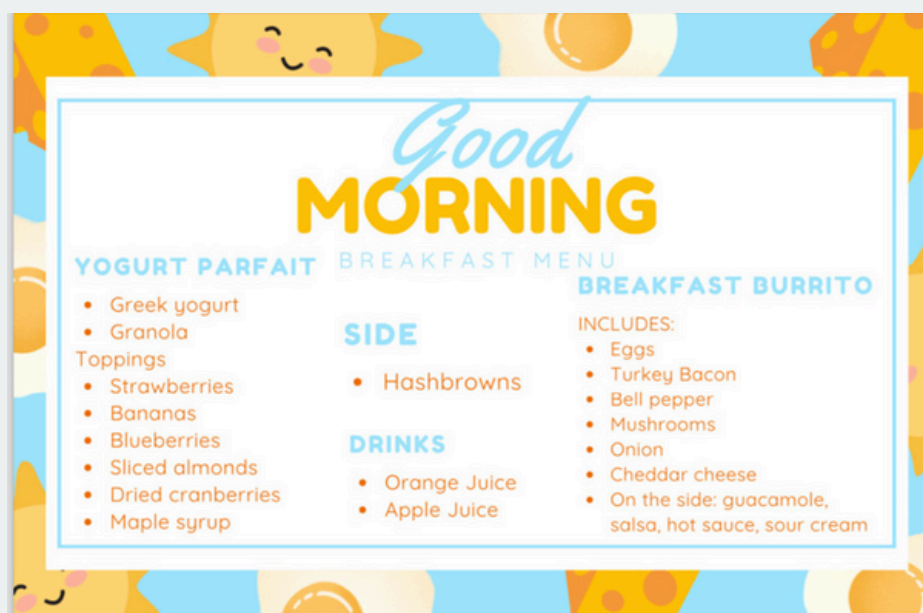 Good
MORNING
BREAKFAST MENU
YOGURT PARFAIT
• Greek yogurt
• Granola
Toppings
• Strawberries
• Bananas
• Blueberries
• Sliced almonds
• Dried cranberries
• Maple syrup
SIDE
• Hashbrowns
DRINKS
• Orange Juice
• Apple Juice
BREAKFAST BURRITO
INCLUDES:
• Eggs
• Turkey Bacon
• Bell pepper
• Mushrooms
• Onion
• Cheddar cheese
• On the side: guacamole,
salsa, hot sauce, sour cream